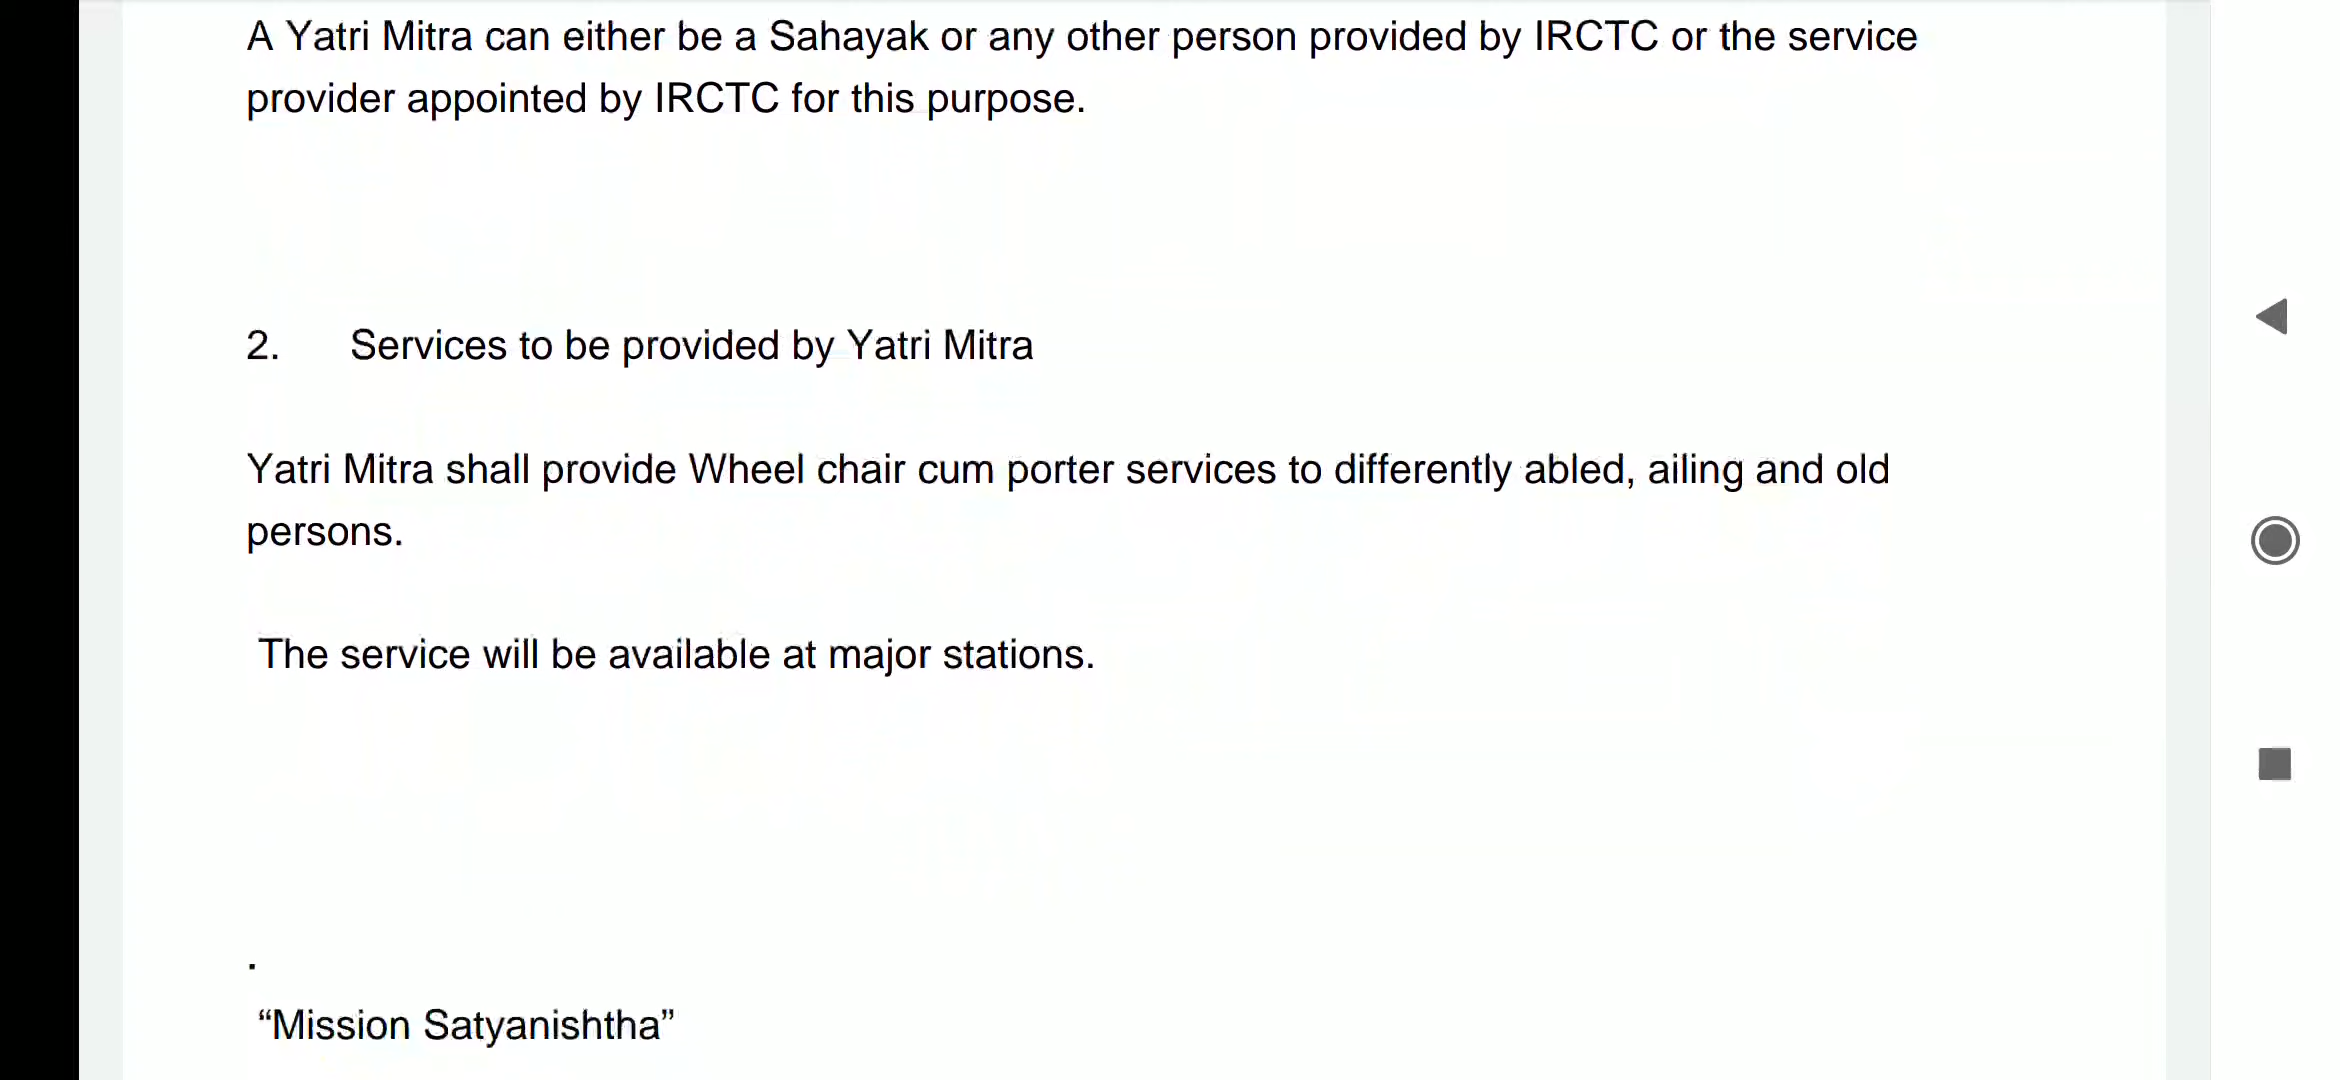 A Yatri Mitra can either be a Sahayak or any other person provided by IRCTC or the service
provider appointed by IRCTC for this purpose.
2. Services to be provided by Yatri Mitra
Yatri Mitra shall provide Wheel chair cum porter services to differently abled, ailing and old
persons.
The service will be available at major stations.
.
“Mission Satyanishtha”